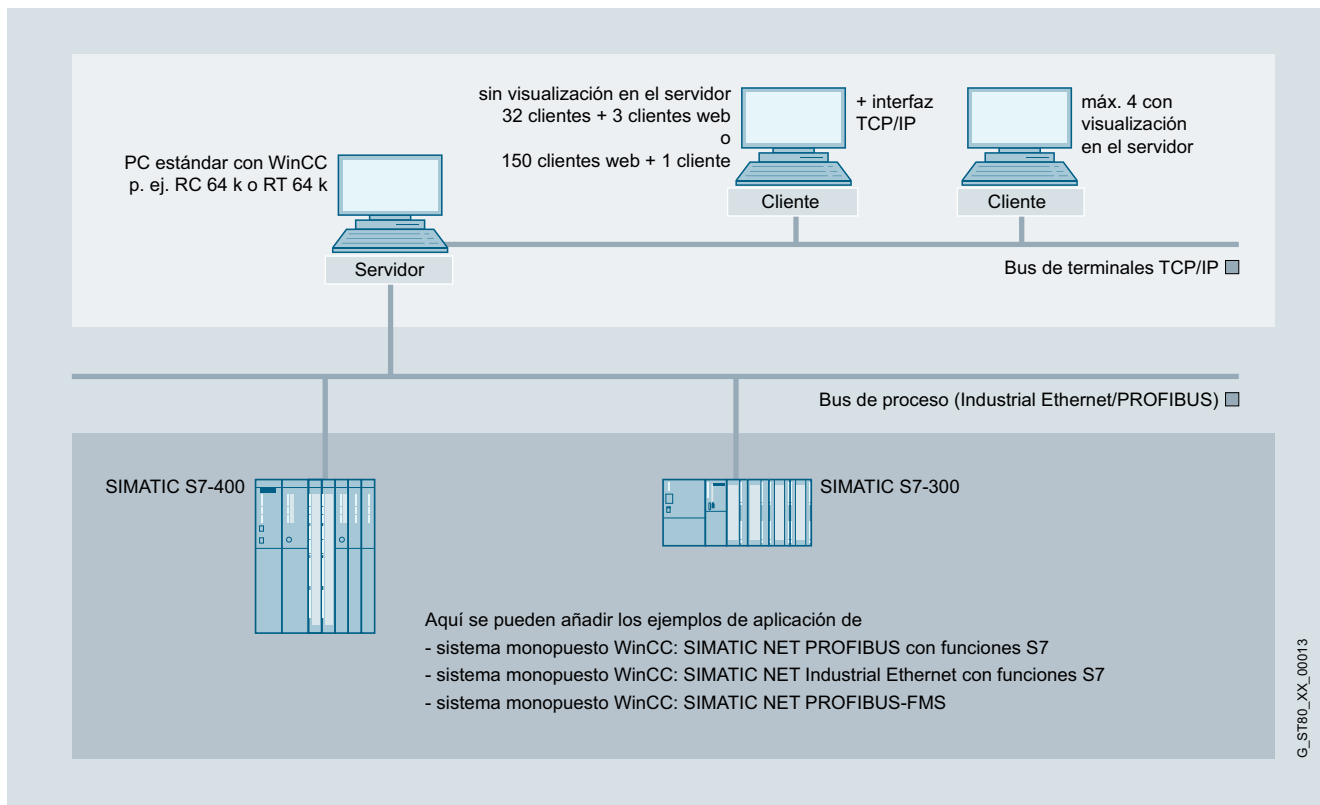 sin visualización en el servidor
32 clientes + 3 clientes web
o
150 clientes web + 1 cliente
+ interfaz
TCP/IP
máx. 4 con
visualización
en el servidor
PC estándar con WinCC
p. ej. RC 64 k o RT 64 k
Cliente
Cliente
Servidor
Bus de terminales TCP/IP
Bus de proceso (Industrial Ethernet/PROFIBUS)
SIMATIC S7-400
SIMATIC S7-300
Aquí se pueden añadir los ejemplos de aplicación de
- sistema monopuesto WinCC: SIMATIC NET PROFIBUS con funciones S7
- sistema monopuesto WinCC: SIMATIC NET Industrial Ethernet con funciones S7
- sistema monopuesto WinCC: SIMATIC NET PROFIBUS-FMS
G_ST80_XX_00013